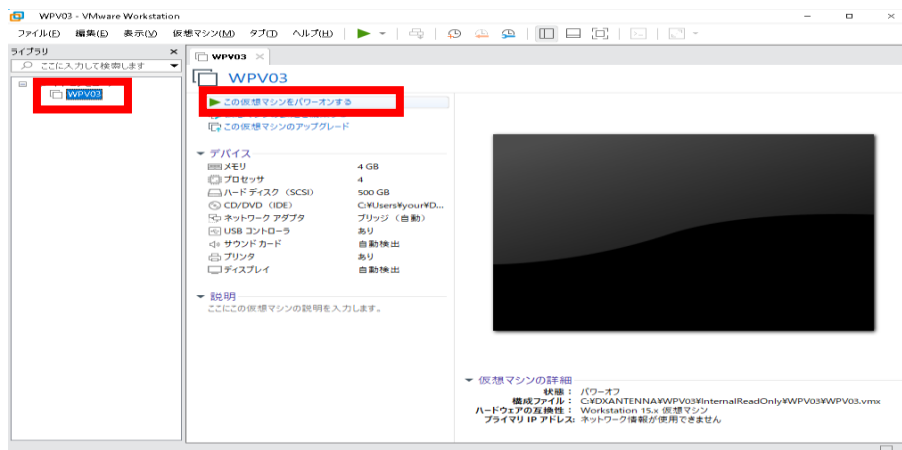 WPV03 - VMware Workstation
ファイル(F) 編集(E) 表示(V) 仮想マシン(M) タブ(T) ヘルプ(H)
ライブラリ
ここに入力して検索します
WPV03
WPV03
WPV03
この仮想マシンをパワーオンする
この仮想マシンのアップグレード
デバイス
メモリ 4 GB
プロセッサ 4
ハード ディスク (SCSI) 500 GB
CD/DVD (IDE) C:¥Users¥your¥D...
ネットワーク アダプタ ブリッジ (自動)
USB コントローラ あり
サウンド カード 自動検出
プリンタ あり
ディスプレイ 自動検出
説明
ここにこの仮想マシンの説明を入力します。
仮想マシンの詳細
状態: パワーオフ
構成ファイル: C:¥DXANTENNA¥WPV03¥InternalReadOnly¥WPV03¥WPV03.vmx
ハードウェアの互換性: Workstation 15.x 仮想マシン
プライマリ IP アドレス: ネットワーク情報が使用できません